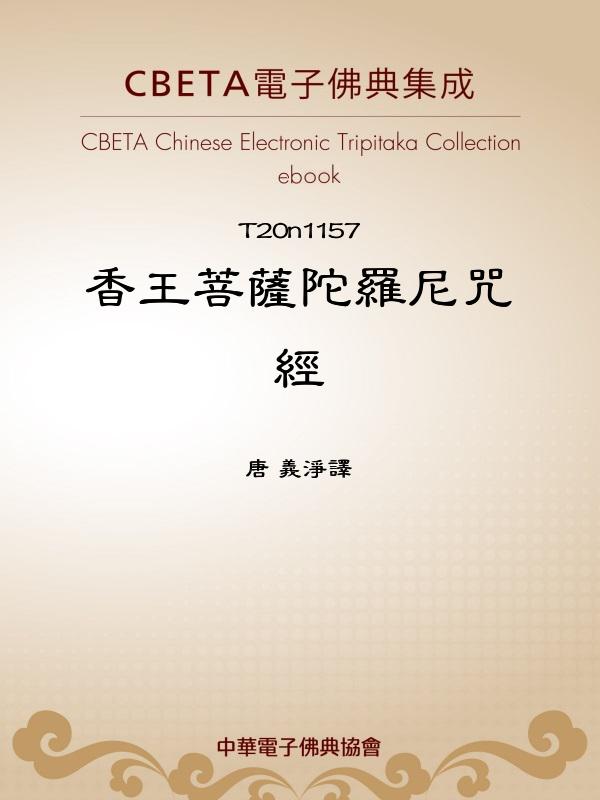 CBETA電子佛典集成
CBETA Chinese Electronic Tripitaka Collection
ebook
T20n1157
香王菩薩陀羅尼咒
經
唐 義淨譯
中華電子佛典協會